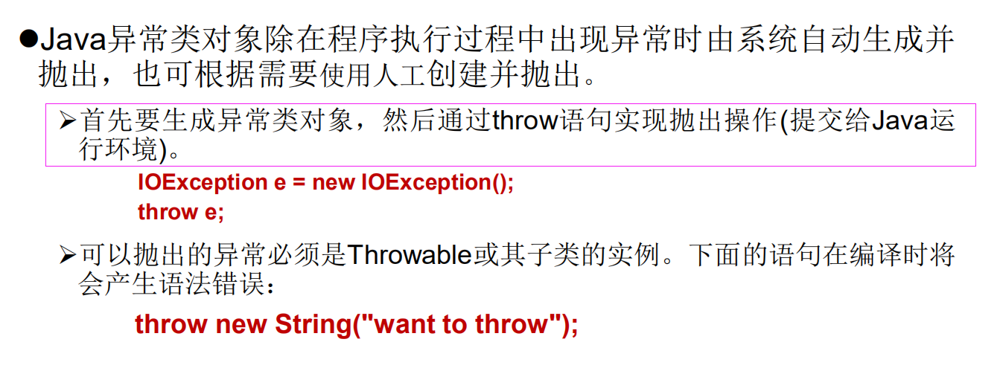 ●Java异常类对象除在程序执行过程中出现异常时由系统自动生成并
抛出，也可根据需要使用人工创建并抛出。
➢首先要生成异常类对象，然后通过throw语句实现抛出操作(提交给Java运
行环境)。
IOException e = new IOException();
throw e;
➢可以抛出的异常必须是Throwable或其子类的实例。下面的语句在编译时将
会产生语法错误：
throw new String("want to throw");